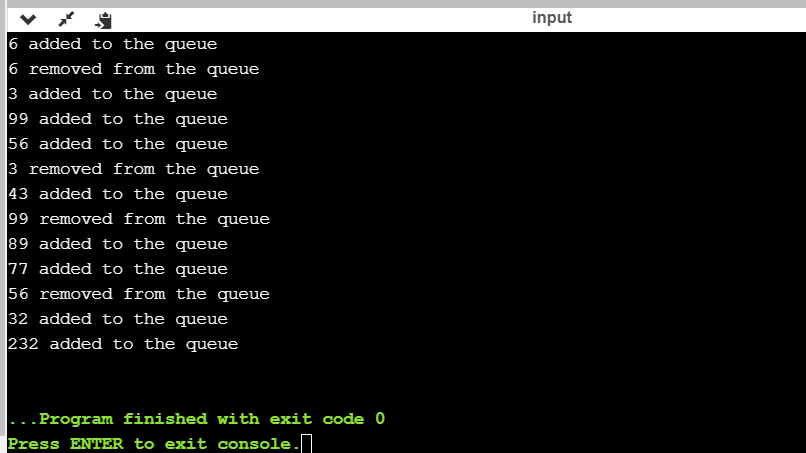 input
6 added to the queue
6 removed from the queue
3 added to the queue
99 added to the queue
56 added to the queue
3 removed from the queue
43 added to the queue
99 removed from the queue
89 added to the queue
77 added to the queue
56 removed from the queue
32 added to the queue
232 added to the queue
...Program finished with exit code 0
Press ENTER to exit console.